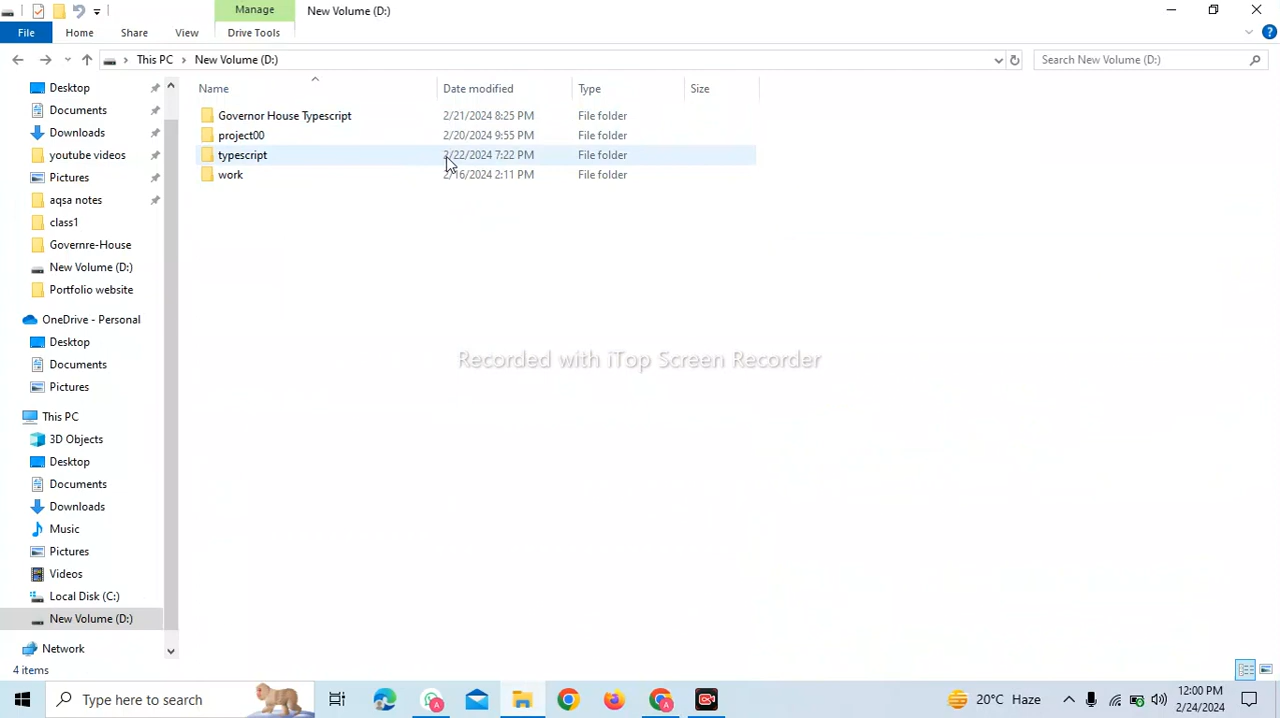 Manage
New Volume (D:)
File
Home
Share
View
Drive Tools
This PC
New Volume (D:)
Search New Volume (D:)
Name
Date modified
Type
Size
Governor House Typescript 2/21/2024 8:25 PM File folder
project00 2/20/2024 9:55 PM File folder
typescript 2/22/2024 7:22 PM File folder
work 2/16/2024 2:11 PM File folder
Desktop
Documents
Downloads
youtube videos
Pictures
aqsa notes
class1
Governre-House
New Volume (D:)
Portfolio website
OneDrive - Personal
Desktop
Documents
Pictures
This PC
3D Objects
Desktop
Documents
Downloads
Music
Pictures
Videos
Local Disk (C:)
New Volume (D:)
Network
Recorded with iTop Screen Recorder
4 items
Type here to search
20°C Haze
12:00 PM
2/24/2024